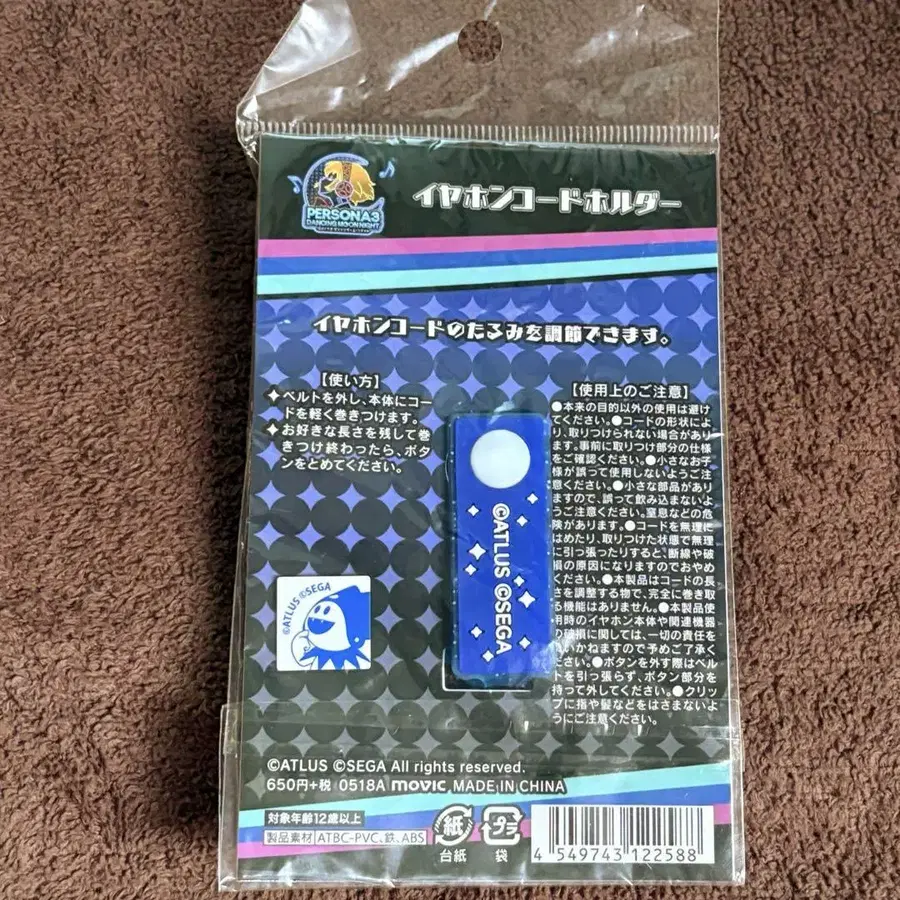 PERSONA3
DANCING MOON NIGHT
イヤホンコードホルダー
イヤホンコードのたるみを調節できます。
【使い方】
ベルトを外し、本体にコー
ドを軽く巻きつけます。
お好きな長さを残して巻
きつけ終わったら、ボタ
ンをとめてください。
【使用上のご注意】
●本来の目的以外の使用は避け
てください。●コードの形状によ
り、取りつけられない場合があり
ます。事前に取りつけ部分の仕様
をご確認ください。●小さなお子
様が誤って使用しないようご注
意ください。●小さな部品があり
ますので、誤って飲み込まないよ
うご注意ください。窒息などの危
険があります。●コードを無理に
はめたり、取りつけた状態で無理
に引っ張ったりすると、断線や破
損の原因になりますのでおやめ
ください。●本製品はコードの長
さを調整する物で、完全に巻き取
る機能はありません。●本製品使
用時のイヤホン本体や関連機器
の破損に関しては、一切の責任を
負いかねますので予めご了承く
ださい。●ボタンを外す際はベル
トを引っ張らず、ボタン部分を
持って外してください。●クリッ
プに指や髪などをはさまないよ
うにご注意ください。
©ATLUS ©SEGA
©ATLUS ©SEGA
©ATLUS ©SEGA All rights reserved.
650円+税 0518A movic MADE IN CHINA
対象年齢12歳以上
製品素材 ATBC-PVC、鉄、ABS
紙
台紙
プラ
袋
4 549743 122588